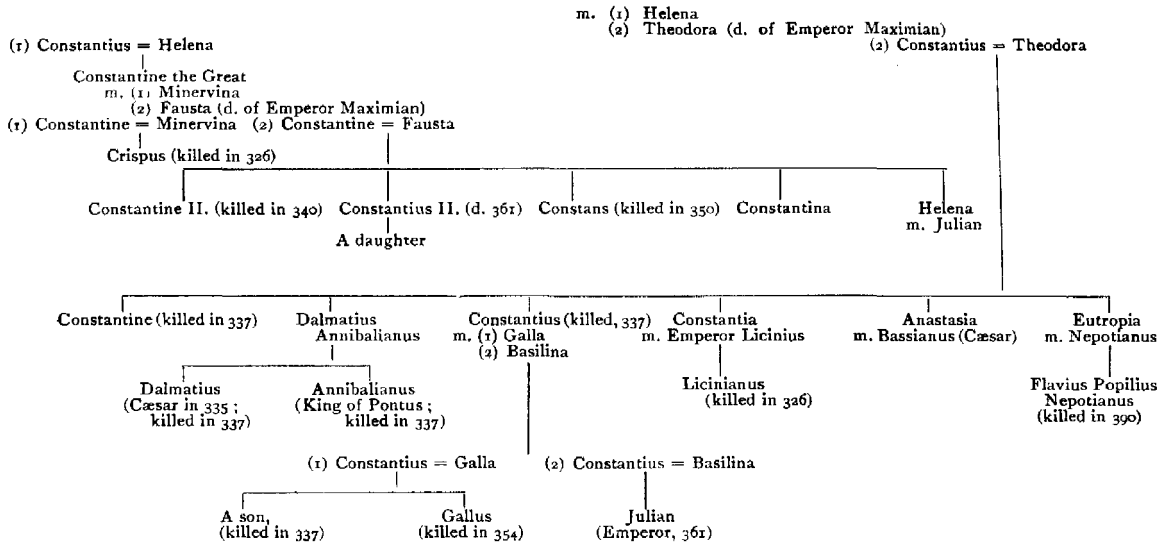 m. (1) Helena
(2) Theodora (d. of Emperor Maximian)
(1) Constantius = Helena
(2) Constantius = Theodora
Constantine the Great
m. (1) Minervina
(2) Fausta (d. of Emperor Maximian)
(1) Constantine = Minervina (2) Constantine = Fausta
Crispus (killed in 326)
Constantine II. (killed in 340) Constantius II. (d. 361) Constans (killed in 350) Constantina Helena
m. Julian
A daughter
Constantine (killed in 337) Dalmatius Constantius (killed, 337) Constantia Anastasia Eutropia
Annibalianus m. (1) Galla m. Emperor Licinius m. Bassianus (Cæsar) m. Nepotianus
(2) Basilina
Dalmatius Annibalianus Licinianus Flavius Popilius
(Cæsar in 335 ; (King of Pontus ; (killed in 326) Nepotianus
killed in 337) killed in 337) (killed in 390)
(1) Constantius = Galla (2) Constantius = Basilina
A son, Gallus Julian
(killed in 337) (killed in 354) (Emperor, 361)